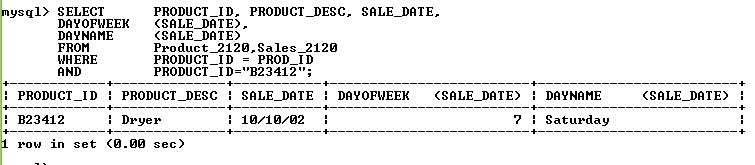 mysql> SELECT PRODUCT_ID, PRODUCT_DESC, SALE_DATE,
DAYOFWEEK (SALE_DATE),
DAYNAME (SALE_DATE)
FROM Product_2120,Sales_2120
WHERE PRODUCT_ID = PROD_ID
AND PRODUCT_ID="B23412";
| PRODUCT_ID | PRODUCT_DESC | SALE_DATE | DAYOFWEEK (SALE_DATE) | DAYNAME (SALE_DATE) |
| B23412 | Dryer | 10/10/02 | 7 | Saturday |
1 row in set (0.00 sec)